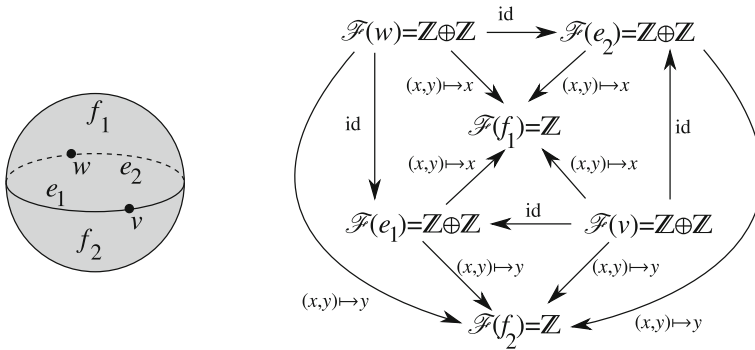 f₁
w
e₂
e₁
v
f₂
ℱ(w)=ℤ⊕ℤ id ℱ(e₂)=ℤ⊕ℤ
(x,y)↦x (x,y)↦x
id ℱ(f₁)=ℤ id
(x,y)↦x (x,y)↦x
ℱ(e₁)=ℤ⊕ℤ id ℱ(v)=ℤ⊕ℤ
(x,y)↦y (x,y)↦y
(x,y)↦y ℱ(f₂)=ℤ (x,y)↦y